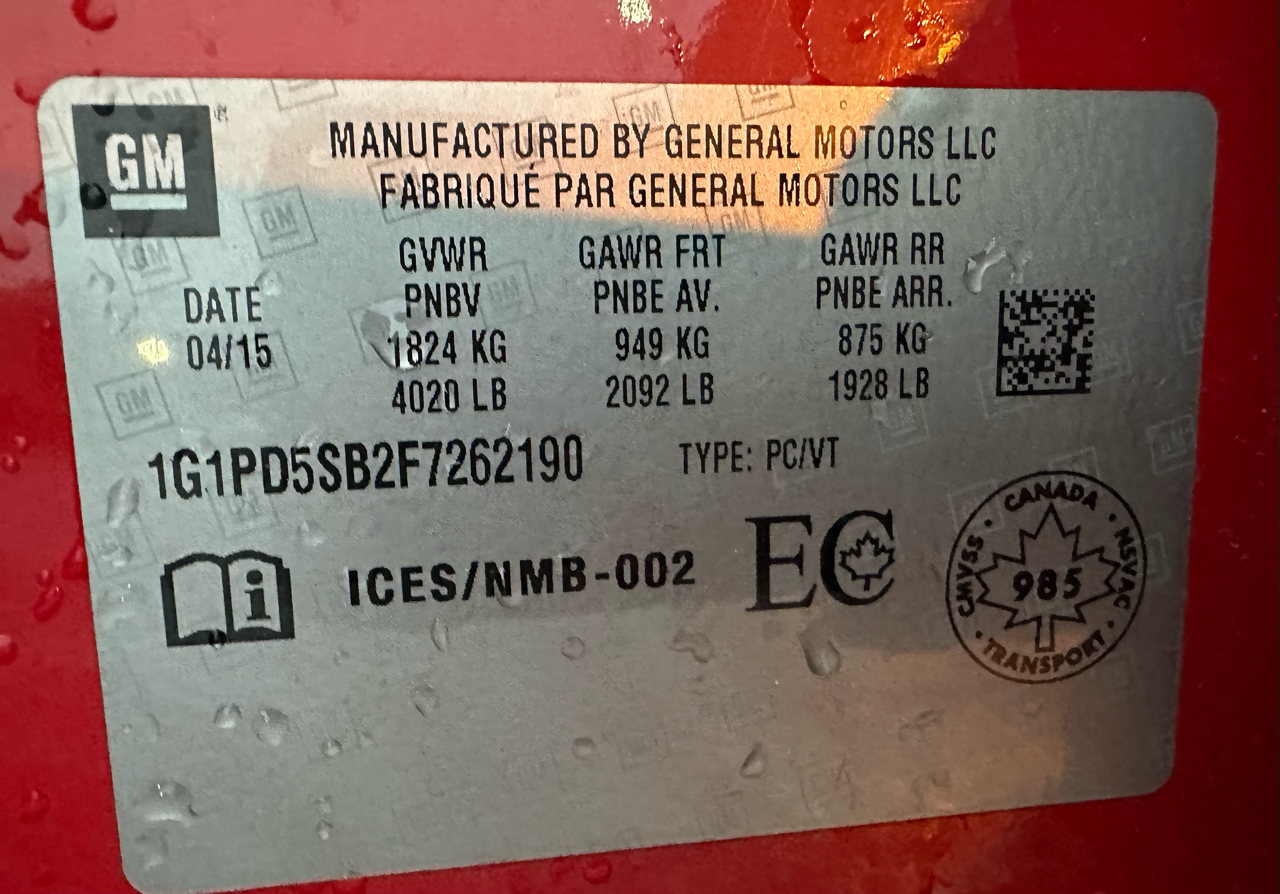 GM
MANUFACTURED BY GENERAL MOTORS LLC
FABRIQUÉ PAR GENERAL MOTORS LLC
DATE
04/15
GVWR
PNBV
1824 KG
4020 LB
GAWR FRT
PNBE AV.
949 KG
2092 LB
GAWR RR
PNBE ARR.
875 KG
1928 LB
1G1PD5SB2F7262190
TYPE: PC/VT
i
ICES/NMB-002
EC
CANADA
CMVSS
985
NSVAC
TRANSPORT